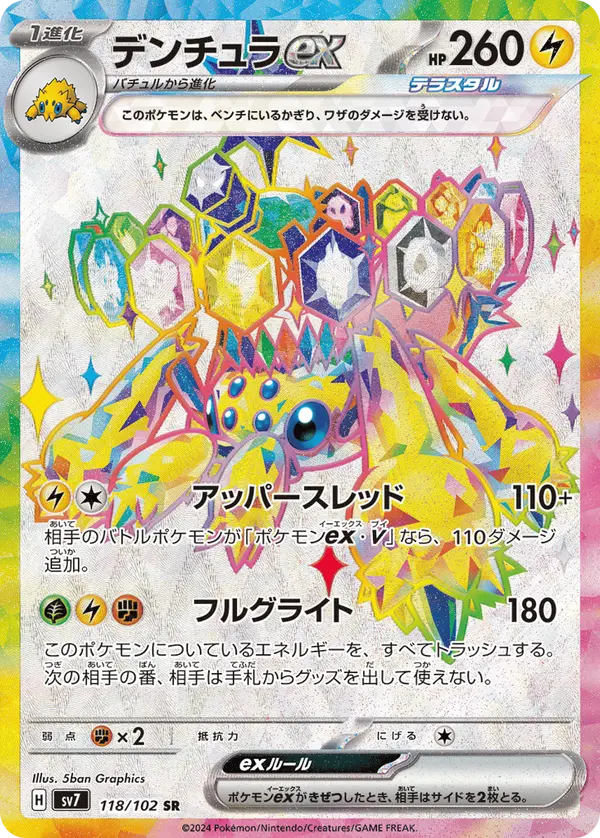 1進化
デンチュラex
HP 260
バチュルから進化
テラスタル
このポケモンは、ベンチにいるかぎり、ワザのダメージを受けない。
アッパースレッド 110+
相手のバトルポケモンが「ポケモンex・V」なら、110ダメージ
追加。
フルグライト 180
このポケモンについているエネルギーを、すべてトラッシュする。
次の相手の番、相手は手札からグッズを出して使えない。
弱点 ×2 抵抗力 にげる
exルール
ポケモンexがきぜつしたとき、相手はサイドを2枚とる。
Illus. 5ban Graphics
H sv7 118/102 SR
©2024 Pokémon/Nintendo/Creatures/GAME FREAK.